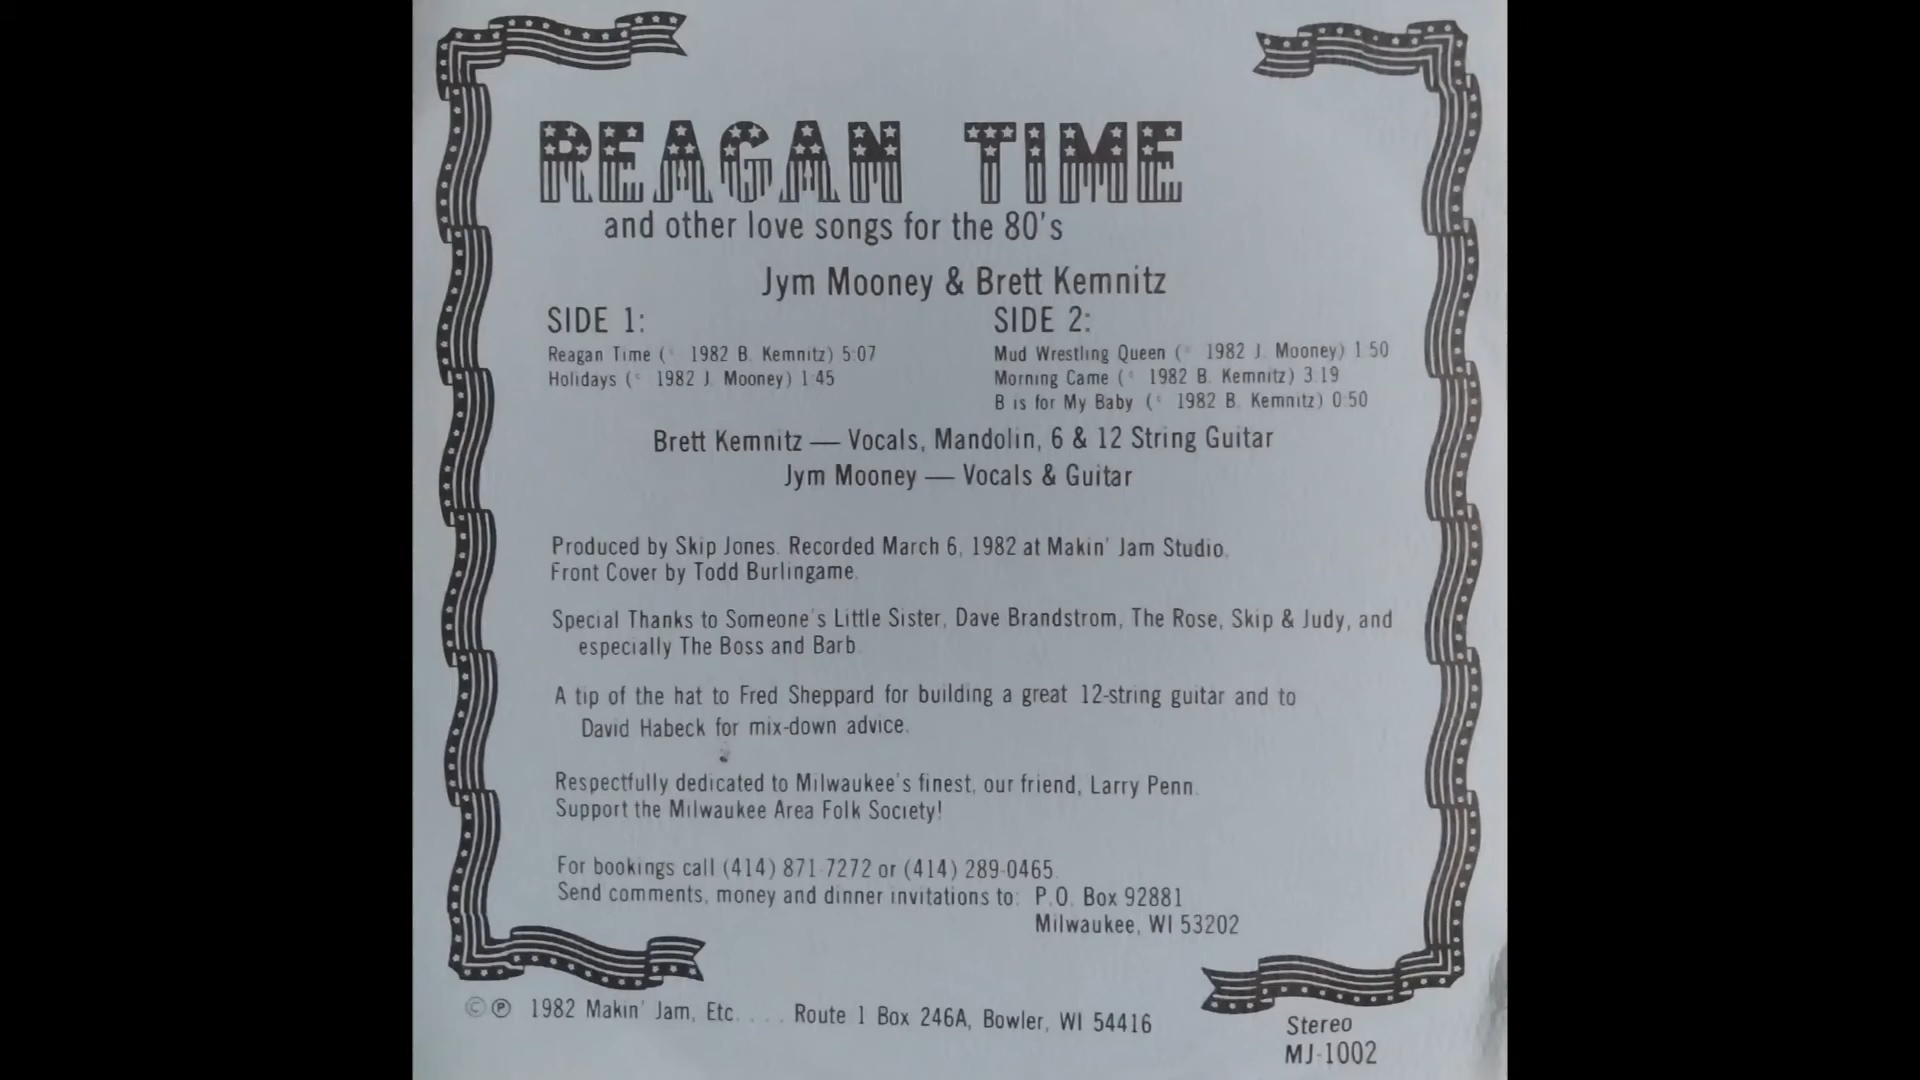 REAGAN TIME
and other love songs for the 80's
Jym Mooney & Brett Kemnitz
SIDE 1:
Reagan Time (© 1982 B. Kemnitz) 5:07
Holidays (© 1982 J. Mooney) 1:45
SIDE 2:
Mud Wrestling Queen (© 1982 J. Mooney) 1:50
Morning Came (© 1982 B. Kemnitz) 3:19
B is for My Baby (© 1982 B. Kemnitz) 0:50
Brett Kemnitz — Vocals, Mandolin, 6 & 12 String Guitar
Jym Mooney — Vocals & Guitar
Produced by Skip Jones. Recorded March 6, 1982 at Makin' Jam Studio.
Front Cover by Todd Burlingame.
Special Thanks to Someone's Little Sister, Dave Brandstrom, The Rose, Skip & Judy, and
especially The Boss and Barb.
A tip of the hat to Fred Sheppard for building a great 12-string guitar and to
David Habeck for mix-down advice.
Respectfully dedicated to Milwaukee's finest, our friend, Larry Penn.
Support the Milwaukee Area Folk Society!
For bookings call (414) 871-7272 or (414) 289-0465.
Send comments, money and dinner invitations to: P.O. Box 92881
Milwaukee, WI 53202
©℗ 1982 Makin' Jam, Etc. . . . Route 1 Box 246A, Bowler, WI 54416
Stereo
MJ-1002